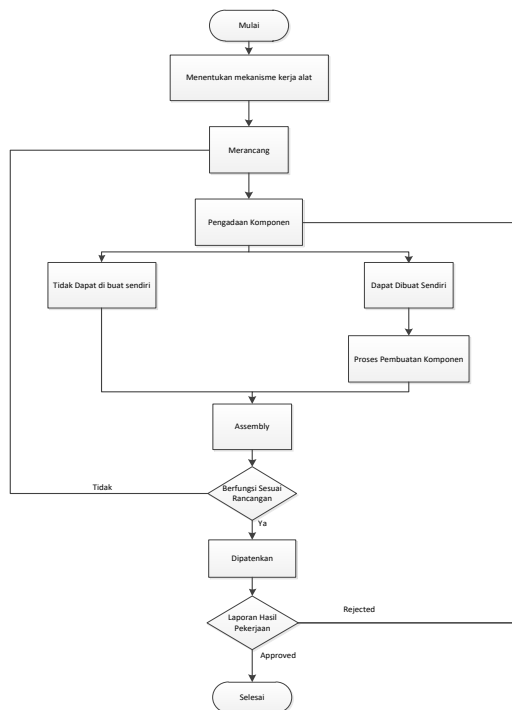 Mulai
Menentukan mekanisme kerja alat
Merancang
Pengadaan Komponen
Tidak Dapat di buat sendiri
Dapat Dibuat Sendiri
Proses Pembuatan Komponen
Assembly
Berfungsi Sesuai
Rancangan
Tidak
Ya
Dipatenkan
Laporan Hasil
Pekerjaan
Rejected
Approved
Selesai